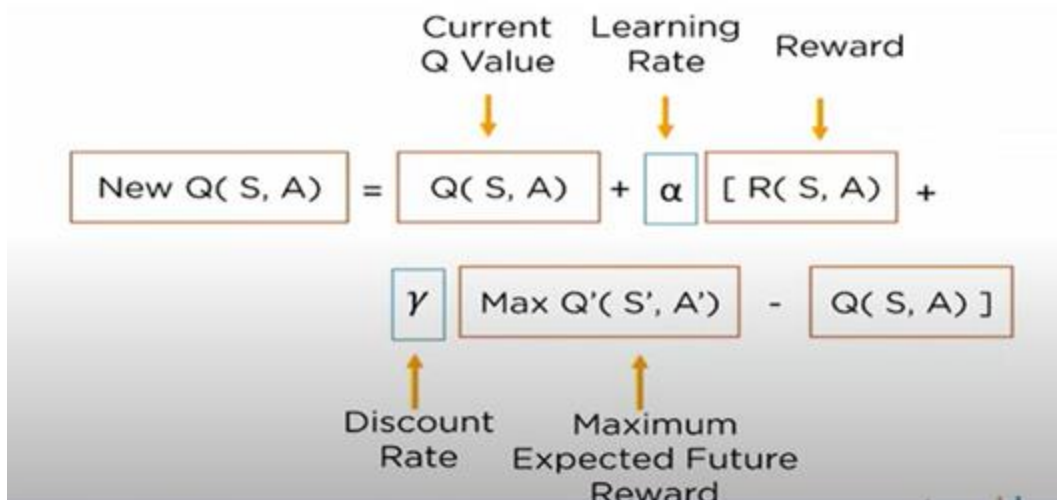 Current Learning Reward
Q Value Rate
New Q( S, A) = Q( S, A) + α [ R( S, A) +
γ Max Q'( S', A') - Q( S, A) ]
Discount Maximum
Rate Expected Future
Reward